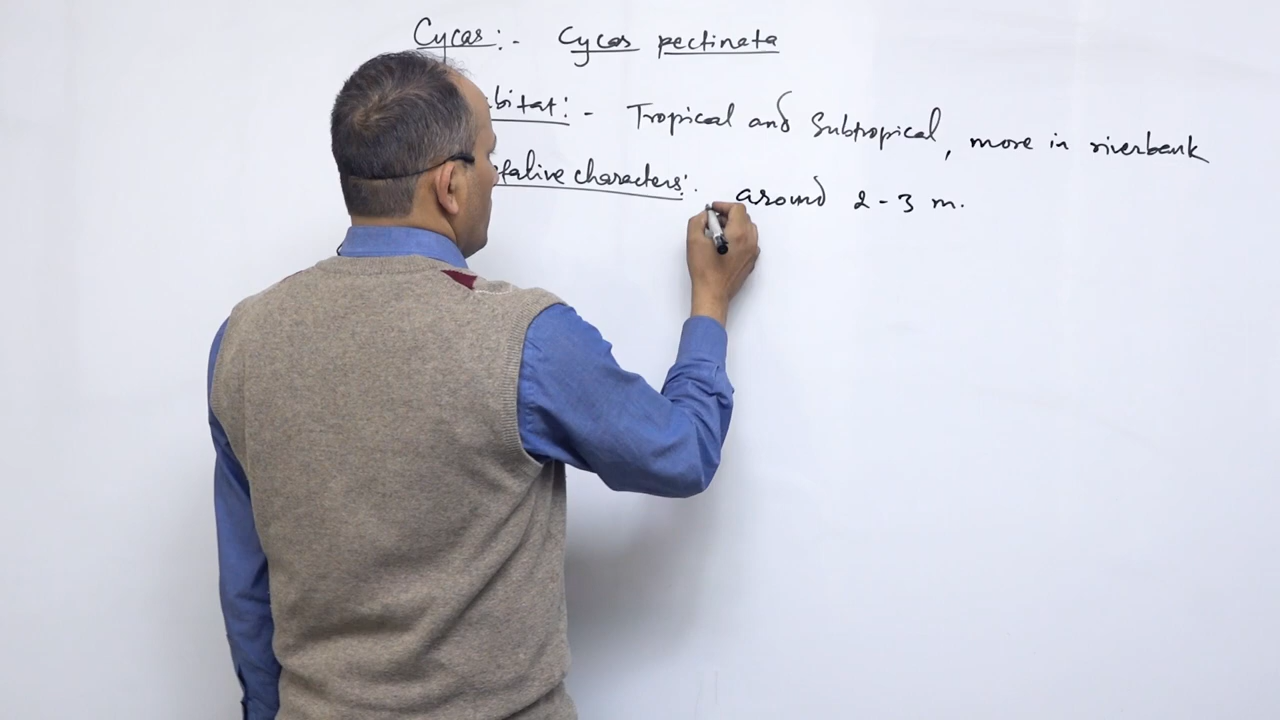 Cycas:- Cycas pectinata
bitat:- Tropical and Subtropical, more in riverbank
tative characters:- around 2-3 m.